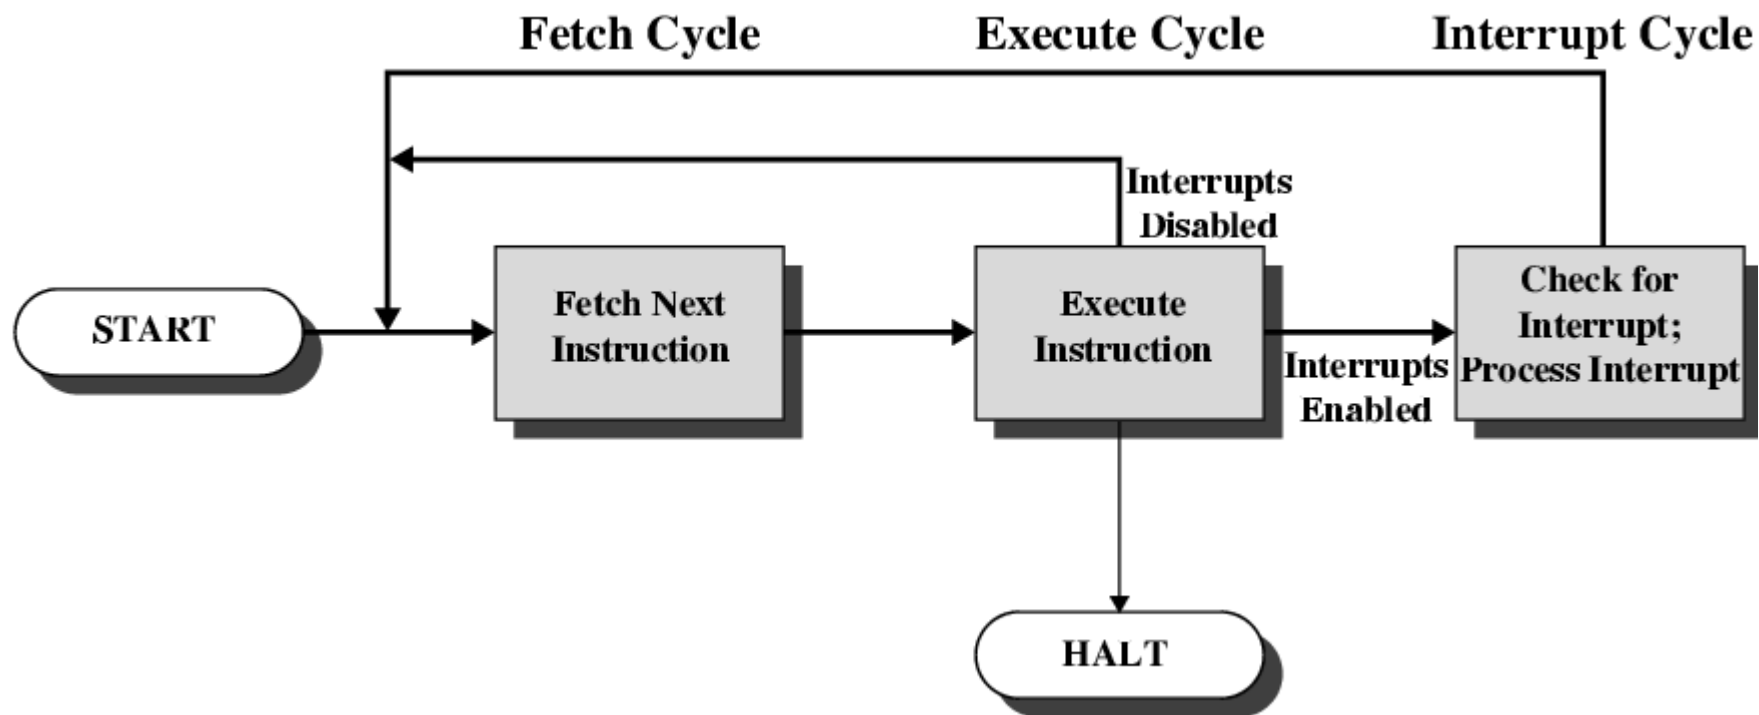 Fetch Cycle
Execute Cycle
Interrupt Cycle
Interrupts
Disabled
START
Fetch Next
Instruction
Execute
Instruction
Interrupts
Enabled
Check for
Interrupt;
Process Interrupt
HALT